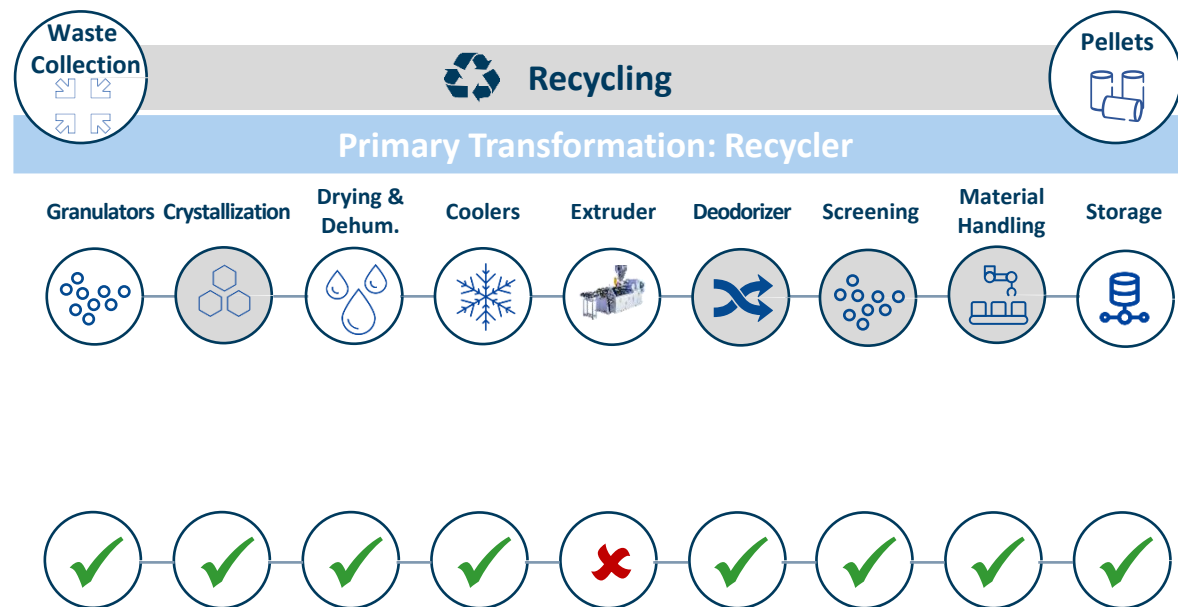 Waste
Collection
Recycling
Pellets
Primary Transformation: Recycler
Granulators
Crystallization
Drying &
Dehum.
Coolers
Extruder
Deodorizer
Screening
Material
Handling
Storage